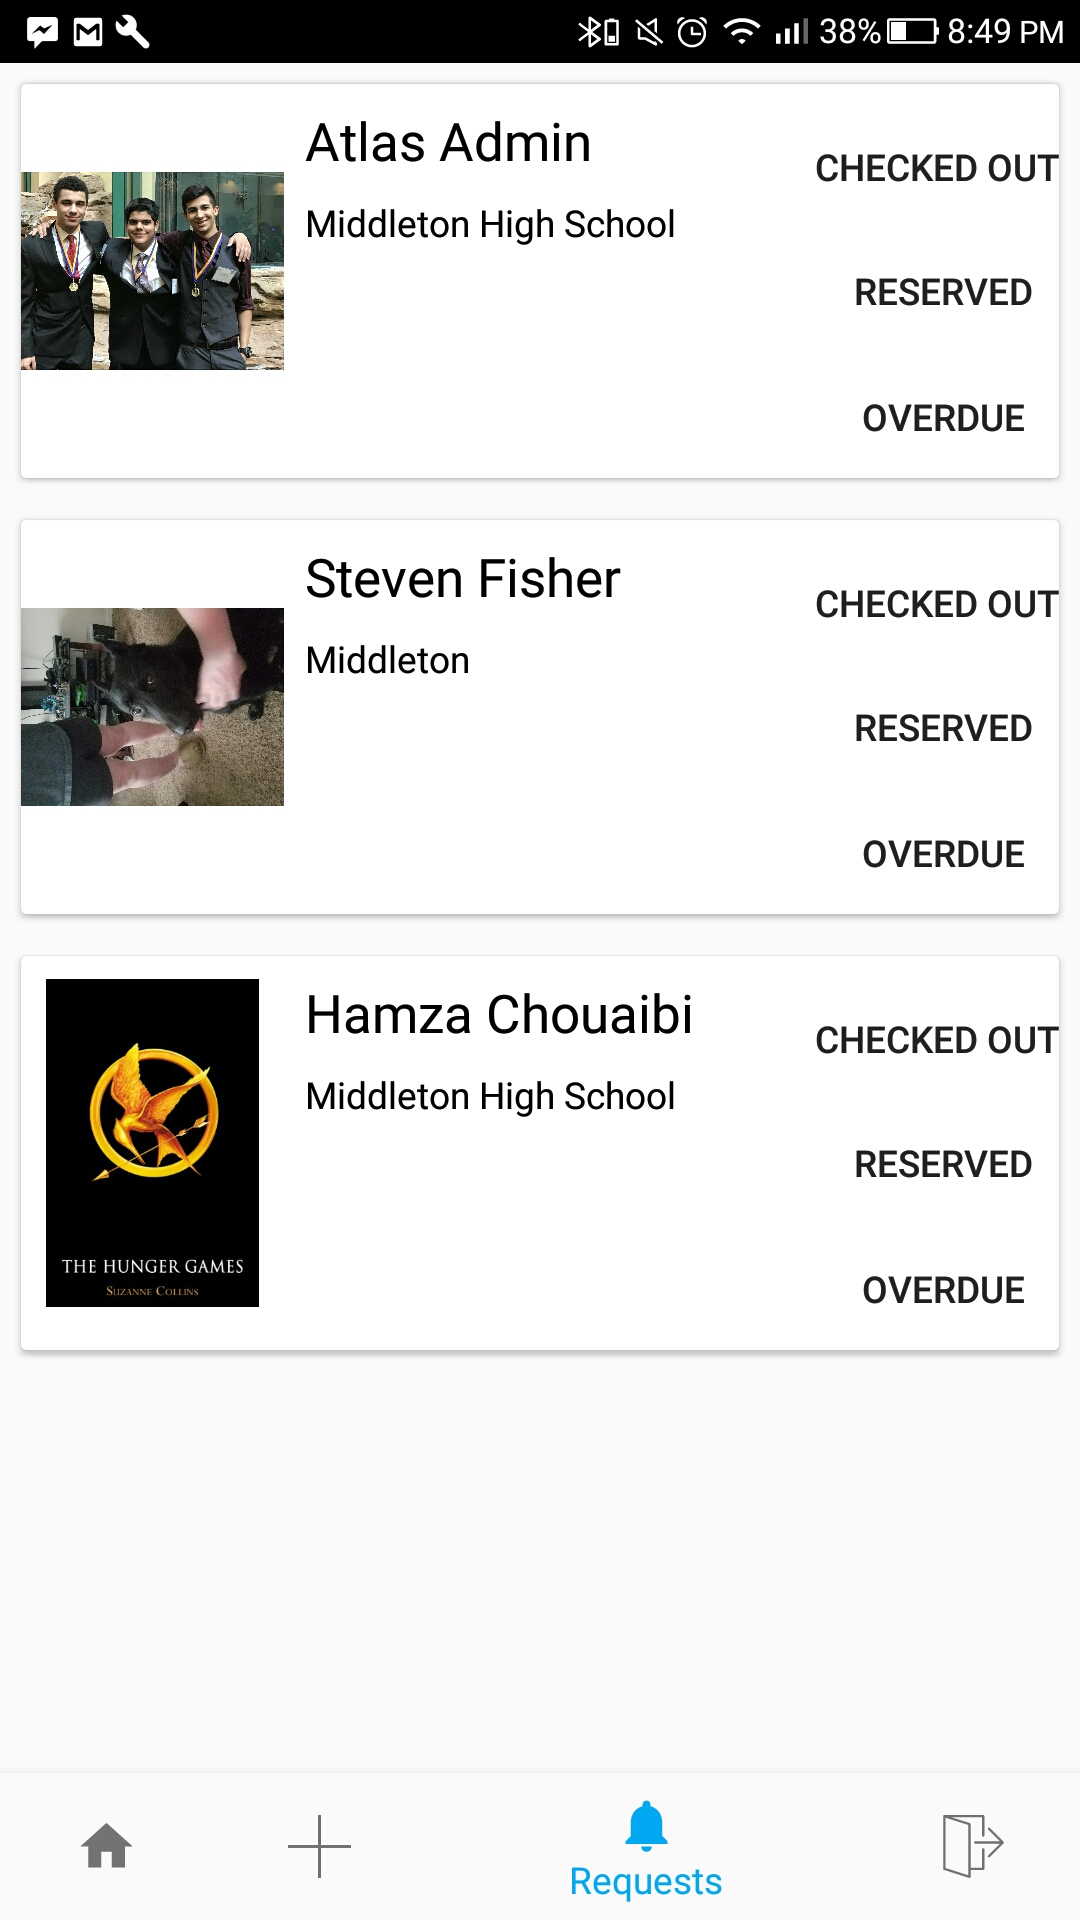 38% 8:49 PM
Atlas Admin
CHECKED OUT
Middleton High School
RESERVED
OVERDUE
Steven Fisher
CHECKED OUT
Middleton
RESERVED
OVERDUE
Hamza Chouaibi
CHECKED OUT
Middleton High School
RESERVED
THE HUNGER GAMES
SUZANNE COLLINS
OVERDUE
Requests